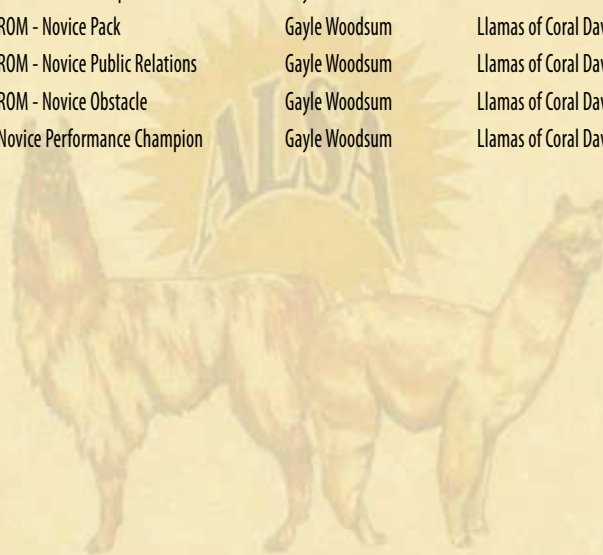 ROM - Novice Pack Gayle Woodsum Llamas of Coral Dav
ROM - Novice Public Relations Gayle Woodsum Llamas of Coral Dav
ROM - Novice Obstacle Gayle Woodsum Llamas of Coral Dav
Novice Performance Champion Gayle Woodsum Llamas of Coral Dav
ALSA